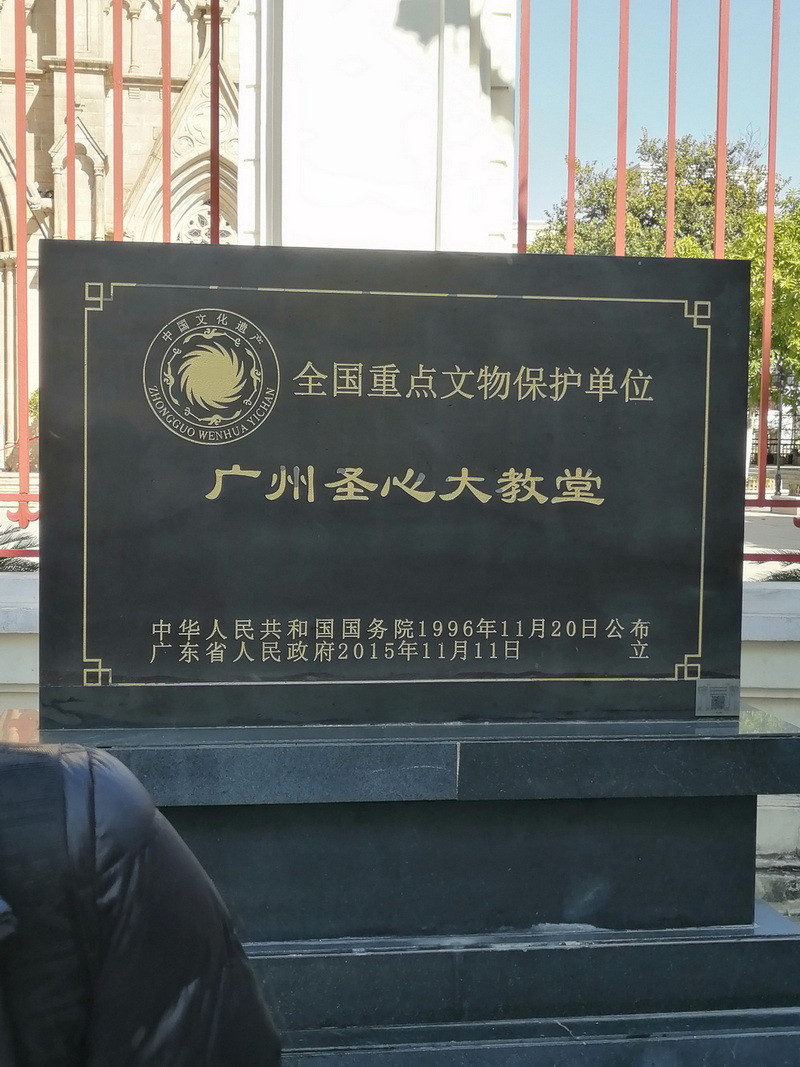 中国文化遗产
ZHONGGUO WENHUA YICHAN
全国重点文物保护单位
广州圣心大教堂
中华人民共和国国务院1996年11月20日公布
广东省人民政府2015年11月11日 立